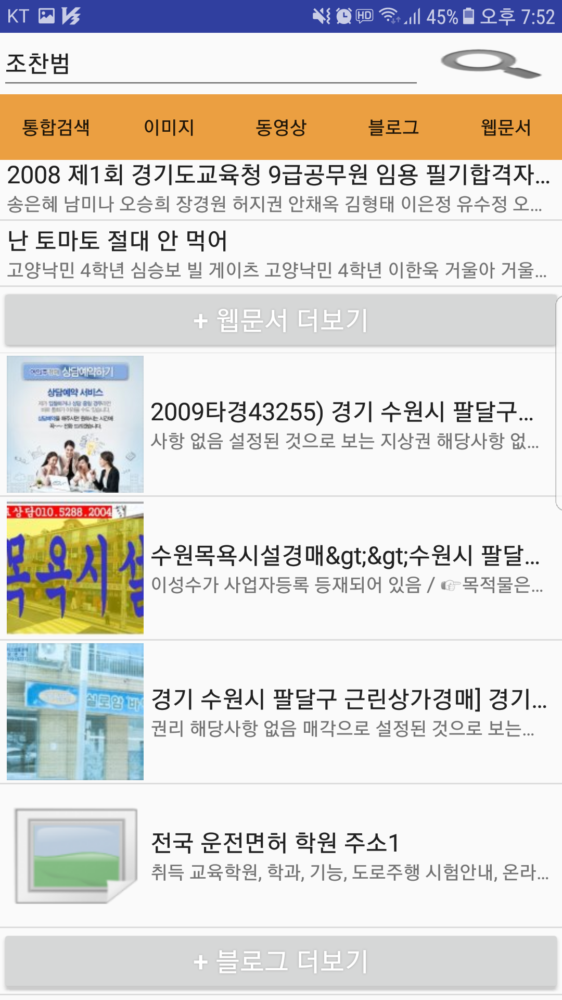 KT HD 45% 오후 7:52
조찬범
통합검색 이미지 동영상 블로그 웹문서
2008 제1회 경기도교육청 9급공무원 임용 필기합격자...
송은혜 남미나 오승희 장경원 허지권 안채옥 김형태 이은정 유수정 오...
난 토마토 절대 안 먹어
고양낙민 4학년 심승보 빌 게이츠 고양낙민 4학년 이한욱 거울아 거울...
+ 웹문서 더보기
상담예약하기
상담예약 서비스
2009타경43255) 경기 수원시 팔달구...
사항 없음 설정된 것으로 보는 지상권 해당사항 없...
상담010.5288.2004
목욕시설
수원목욕시설경매&gt;&gt;수원시 팔달...
이성수가 사업자등록 등재되어 있음 / ☞목적물은...
실로암
경기 수원시 팔달구 근린상가경매] 경기...
권리 해당사항 없음 매각으로 설정된 것으로 보는...
전국 운전면허 학원 주소1
취득 교육학원, 학과, 기능, 도로주행 시험안내, 온라...
+ 블로그 더보기